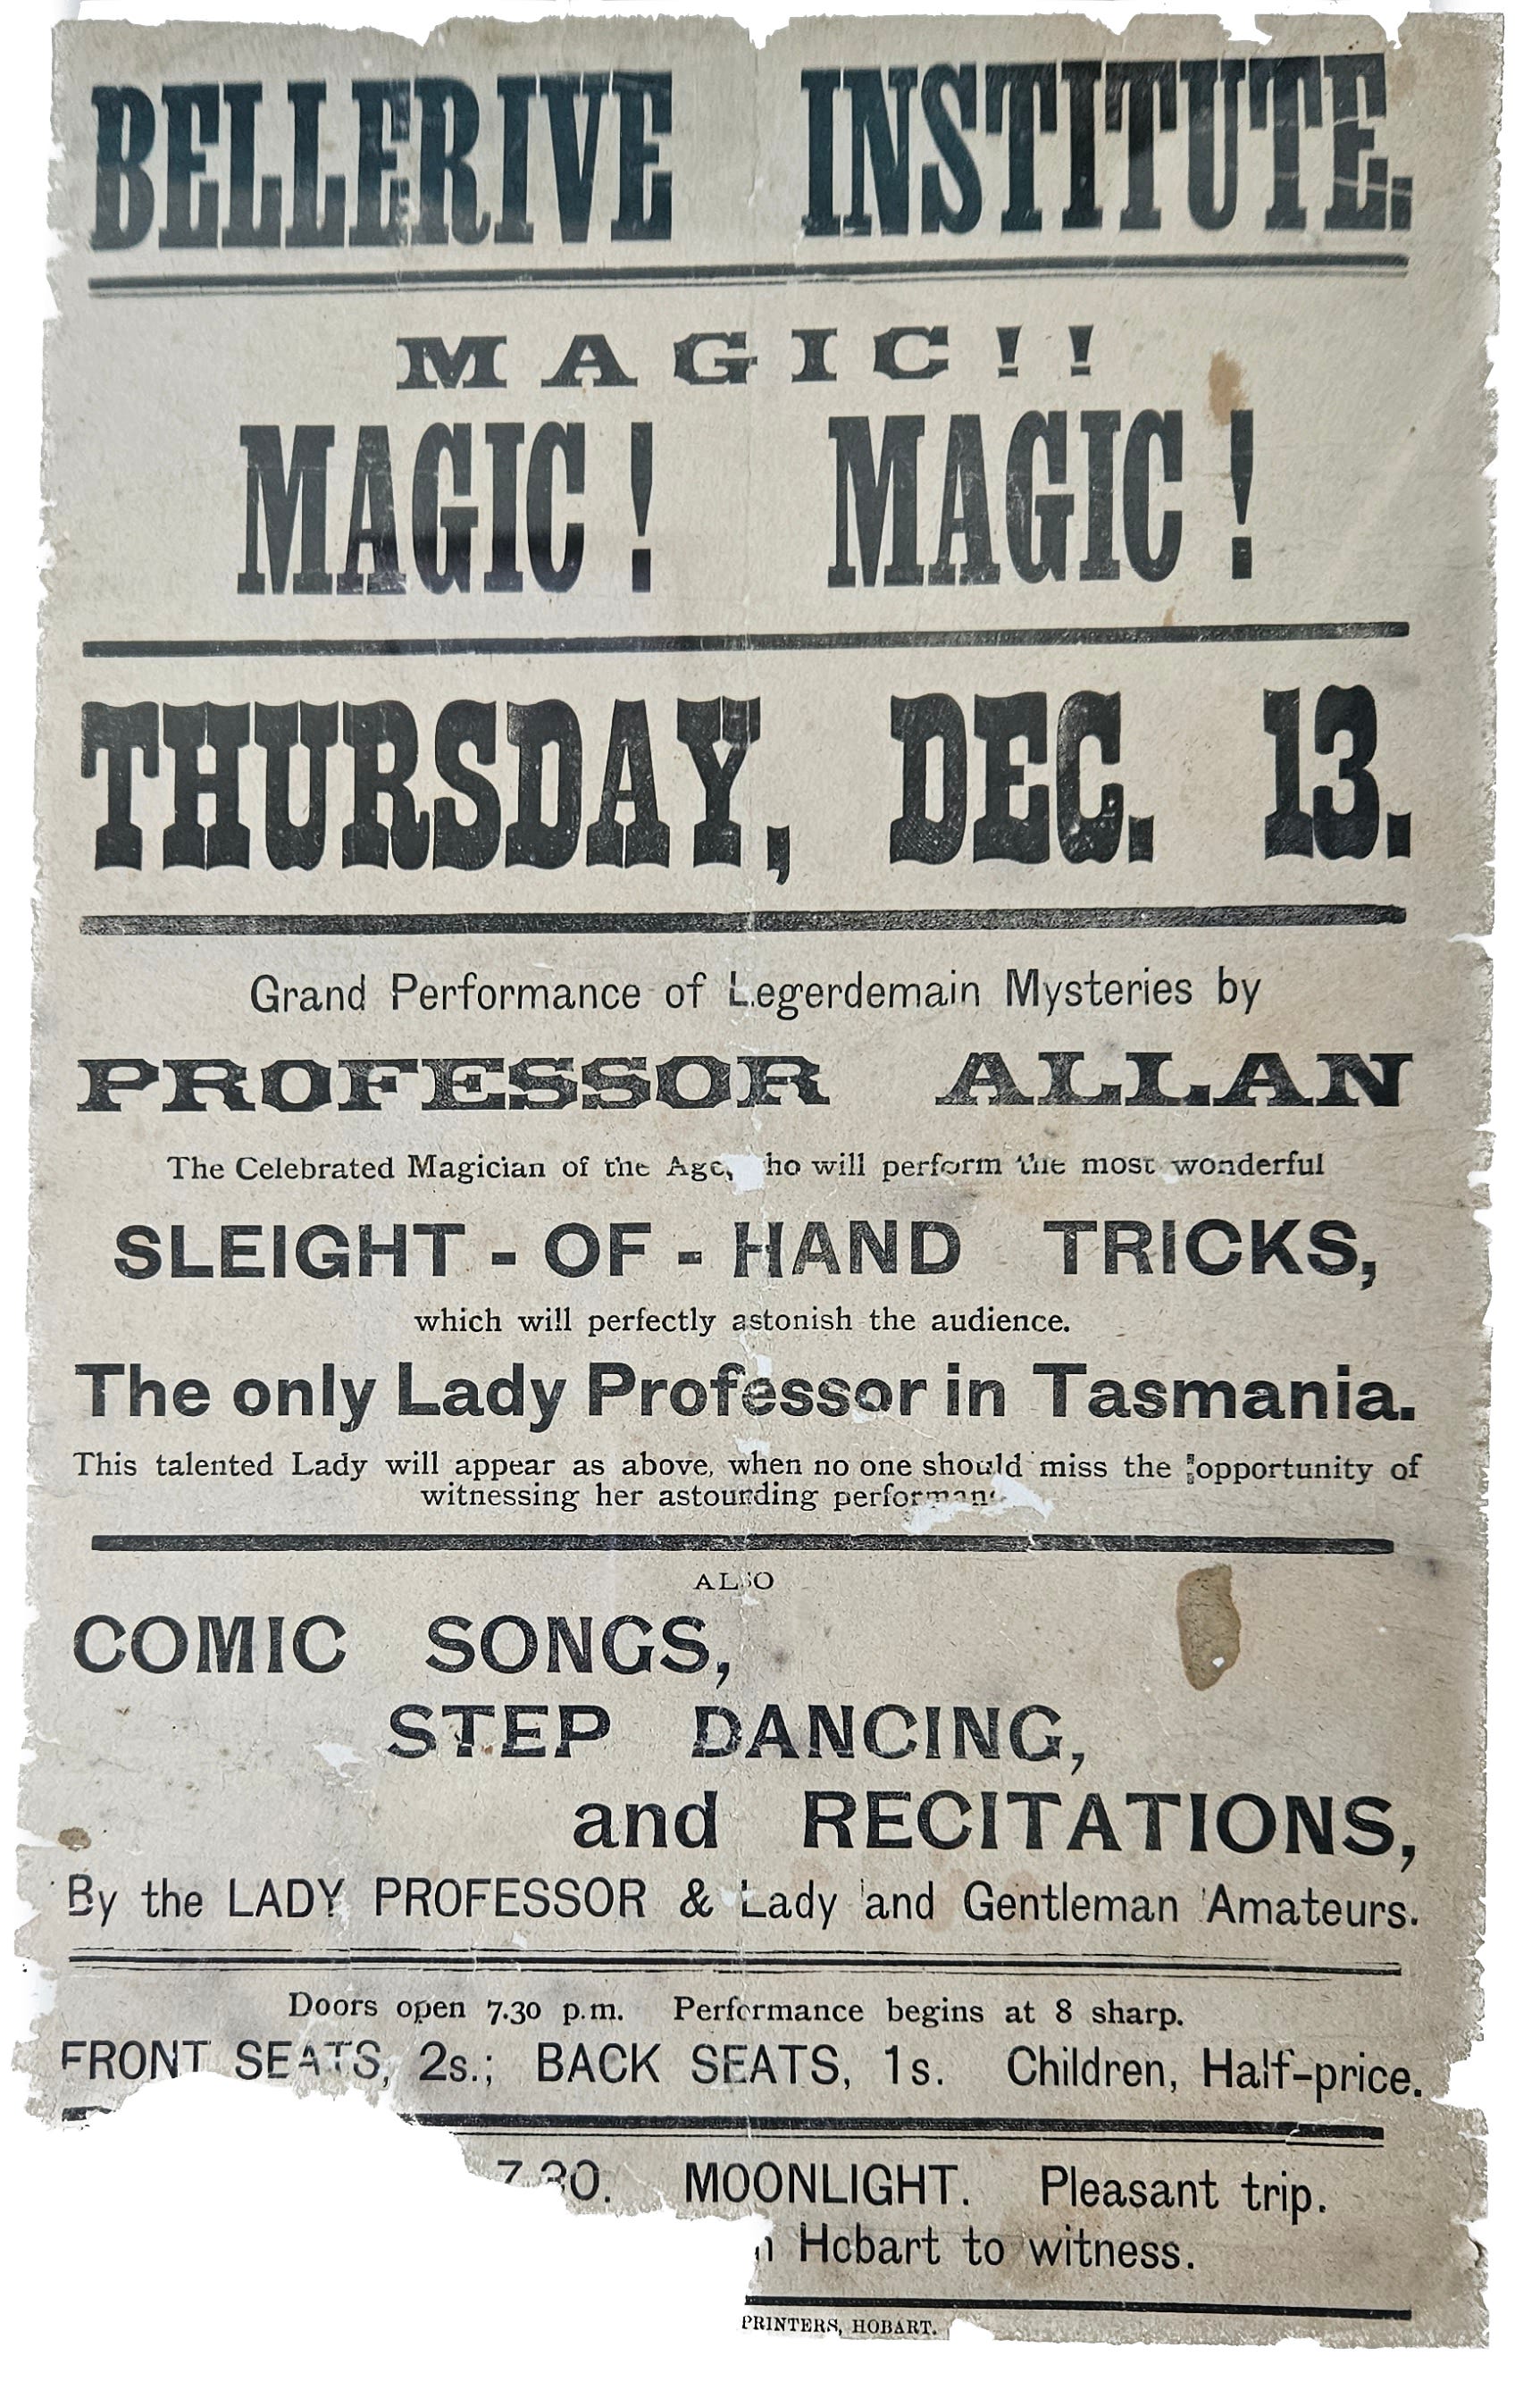 BELLERIVE INSTITUTE.
MAGIC!!
MAGIC! MAGIC!
THURSDAY, DEC. 13.
Grand Performance of Legerdemain Mysteries by
PROFESSOR ALLAN
The Celebrated Magician of the Age, who will perform the most wonderful
SLEIGHT-OF-HAND TRICKS,
which will perfectly astonish the audience.
The only Lady Professor in Tasmania.
This talented Lady will appear as above, when no one should miss the opportunity of
witnessing her astounding
ALSO
COMIC SONGS,
STEP DANCING,
and RECITATIONS,
By the LADY PROFESSOR & Lady and Gentleman Amateurs.
Doors open 7.30 p.m. Performance begins at 8 sharp.
FRONT SEATS, 2s.; BACK SEATS, 1s. Children, Half-price.
7.30. MOONLIGHT. Pleasant trip.
Hobart to witness.
PRINTERS, HOBART.